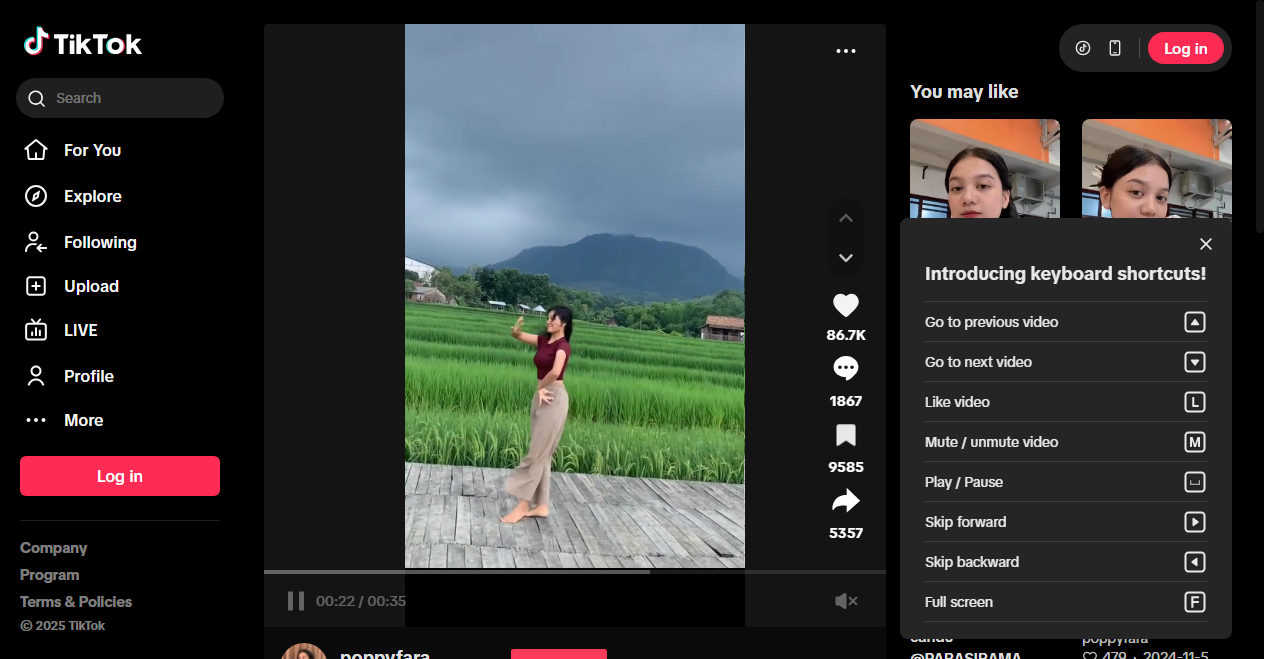 TikTok
Search
For You
Explore
Following
Upload
LIVE
Profile
More
Log in
Company
Program
Terms & Policies
© 2025 TikTok
86.7K
1867
9585
5357
00:22 / 00:35
poppyfara
Log in
You may like
Introducing keyboard shortcuts!
Go to previous video
Go to next video
Like video L
Mute / unmute video M
Play / Pause
Skip forward
Skip backward
Full screen F
poppyfara
@PARASIRAMA
479 · 2024-11-5